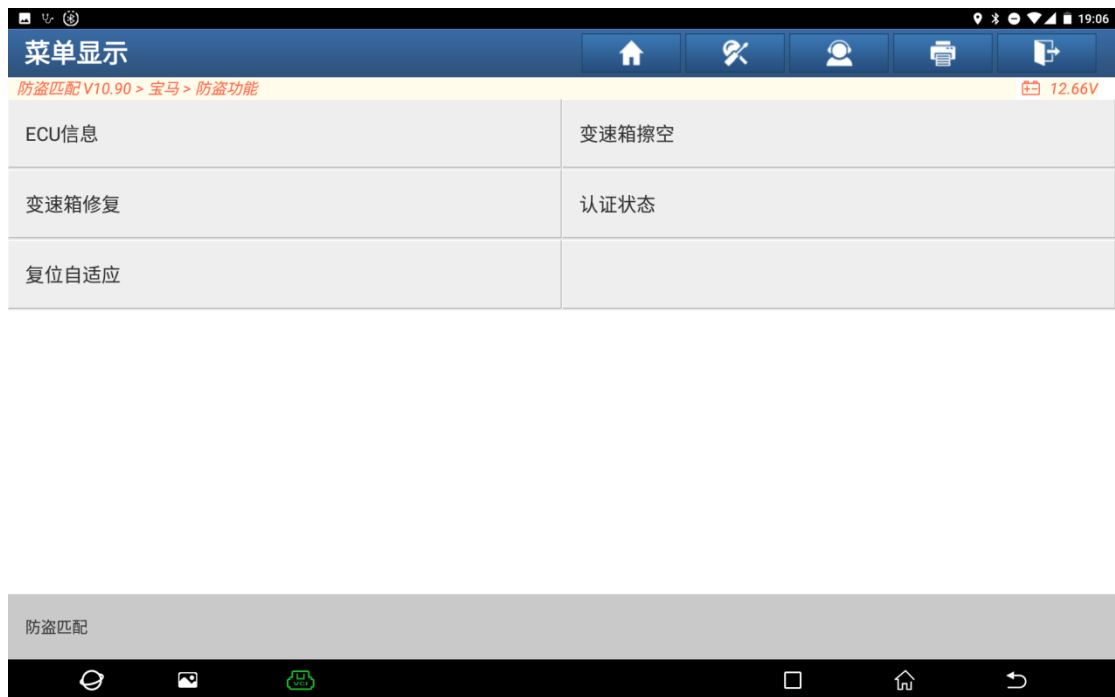 19:06
菜单显示
防盗匹配 V10.90 > 宝马 > 防盗功能
12.66V
ECU信息
变速箱擦空
变速箱修复
认证状态
复位自适应
防盗匹配
VCI